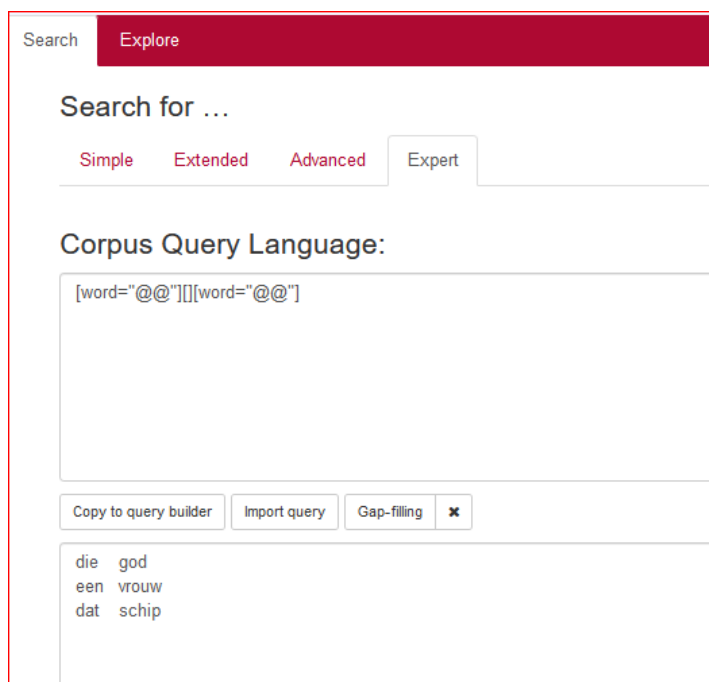 Search Explore
Search for ...
Simple Extended Advanced Expert
Corpus Query Language:
[word="@@"][][word="@@"]
Copy to query builder Import query Gap-filling ✖
die god
een vrouw
dat schip